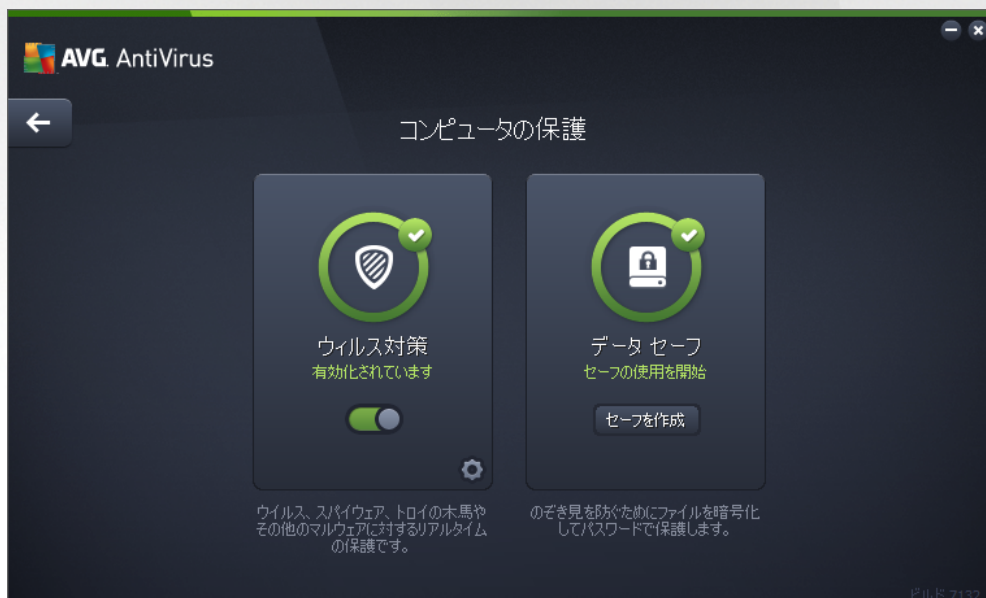 AVG. AntiVirus
コンピュータの保護
ウィルス対策
有効化されています
データ セーフ
セーフの使用を開始
セーフを作成
ウイルス、スパイウェア、トロイの木馬や
その他のマルウェアに対するリアルタイム
の保護です。
のぞき見を防ぐためにファイルを暗号化
してパスワードで保護します。
ビルド 7132